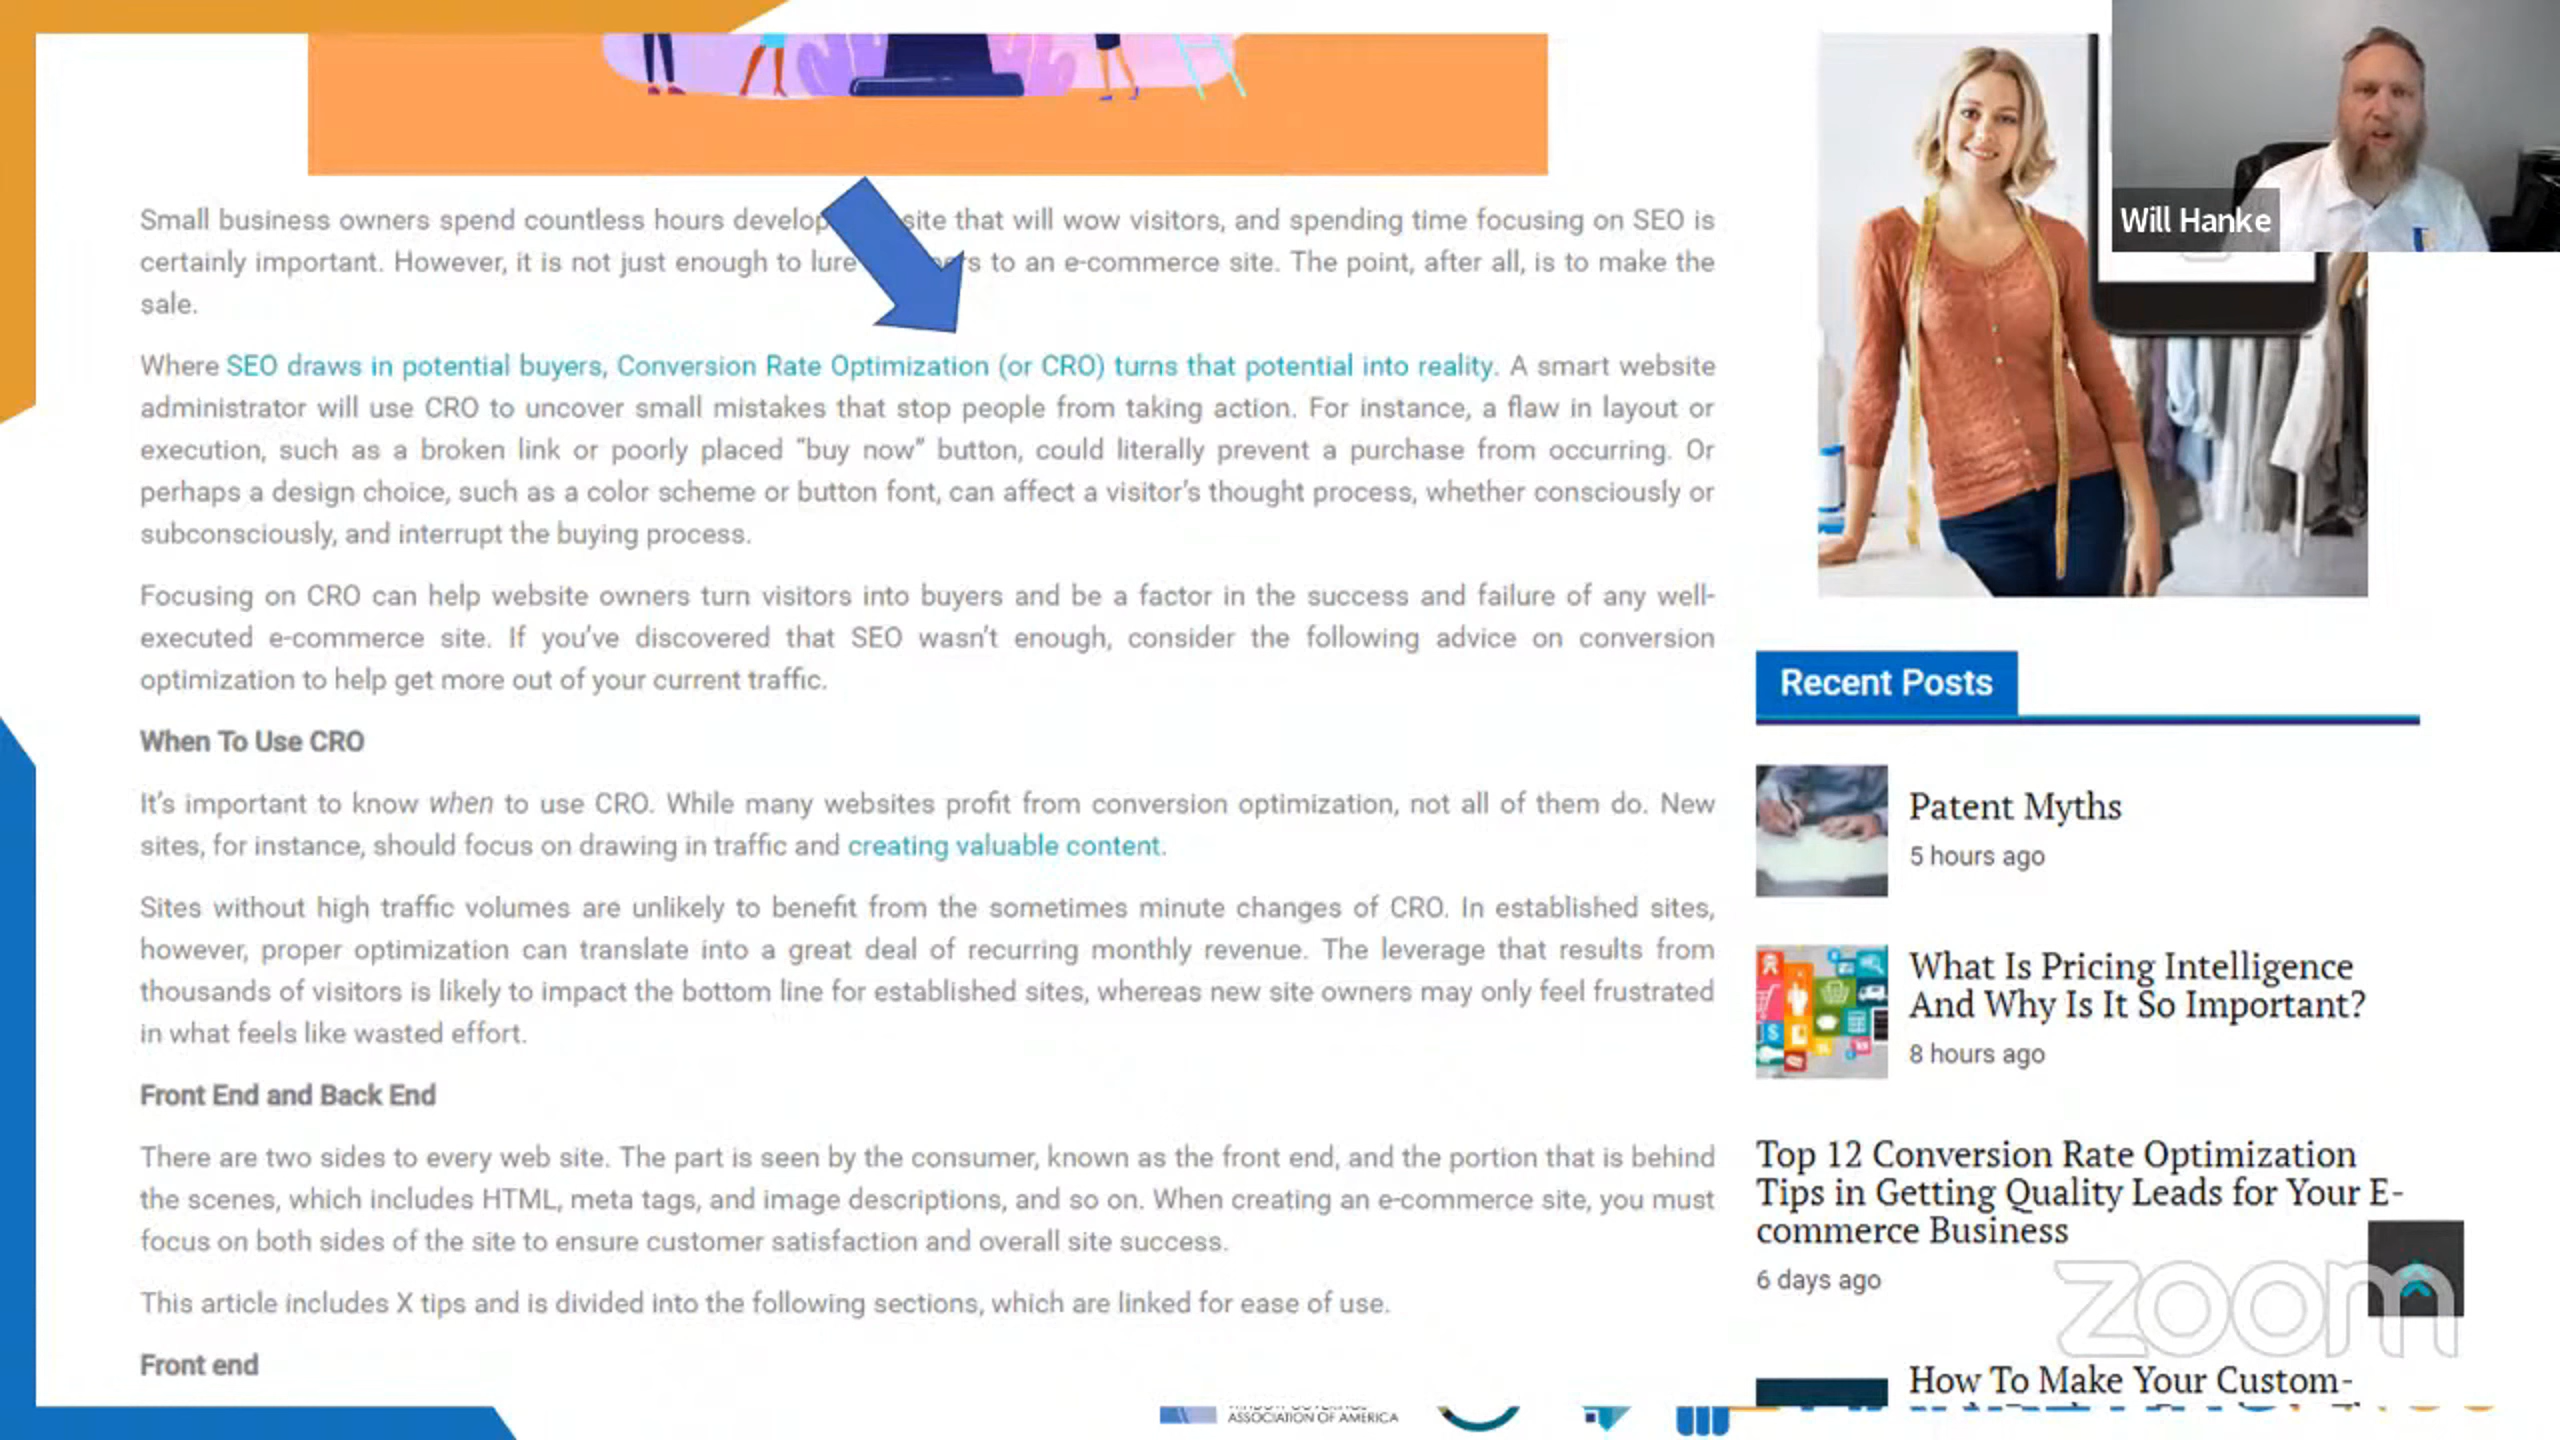 Will Hanke
Small business owners spend countless hours develop site that will wow visitors, and spending time focusing on SEO is
certainly important. However, it is not just enough to lure to an e-commerce site. The point, after all, is to make the
sale.
Where SEO draws in potential buyers, Conversion Rate Optimization (or CRO) turns that potential into reality. A smart website
administrator will use CRO to uncover small mistakes that stop people from taking action. For instance, a flaw in layout or
execution, such as a broken link or poorly placed “buy now” button, could literally prevent a purchase from occurring. Or
perhaps a design choice, such as a color scheme or button font, can affect a visitor’s thought process, whether consciously or
subconsciously, and interrupt the buying process.
Focusing on CRO can help website owners turn visitors into buyers and be a factor in the success and failure of any well-
executed e-commerce site. If you’ve discovered that SEO wasn’t enough, consider the following advice on conversion
optimization to help get more out of your current traffic.
When To Use CRO
It’s important to know when to use CRO. While many websites profit from conversion optimization, not all of them do. New
sites, for instance, should focus on drawing in traffic and creating valuable content.
Sites without high traffic volumes are unlikely to benefit from the sometimes minute changes of CRO. In established sites,
however, proper optimization can translate into a great deal of recurring monthly revenue. The leverage that results from
thousands of visitors is likely to impact the bottom line for established sites, whereas new site owners may only feel frustrated
in what feels like wasted effort.
Front End and Back End
There are two sides to every web site. The part is seen by the consumer, known as the front end, and the portion that is behind
the scenes, which includes HTML, meta tags, and image descriptions, and so on. When creating an e-commerce site, you must
focus on both sides of the site to ensure customer satisfaction and overall site success.
This article includes X tips and is divided into the following sections, which are linked for ease of use.
Front end
Recent Posts
Patent Myths
5 hours ago
What Is Pricing Intelligence
And Why Is It So Important?
8 hours ago
Top 12 Conversion Rate Optimization
Tips in Getting Quality Leads for Your E-
commerce Business
6 days ago
How To Make Your Custom-
zoom
ASSOCIATION OF AMERICA